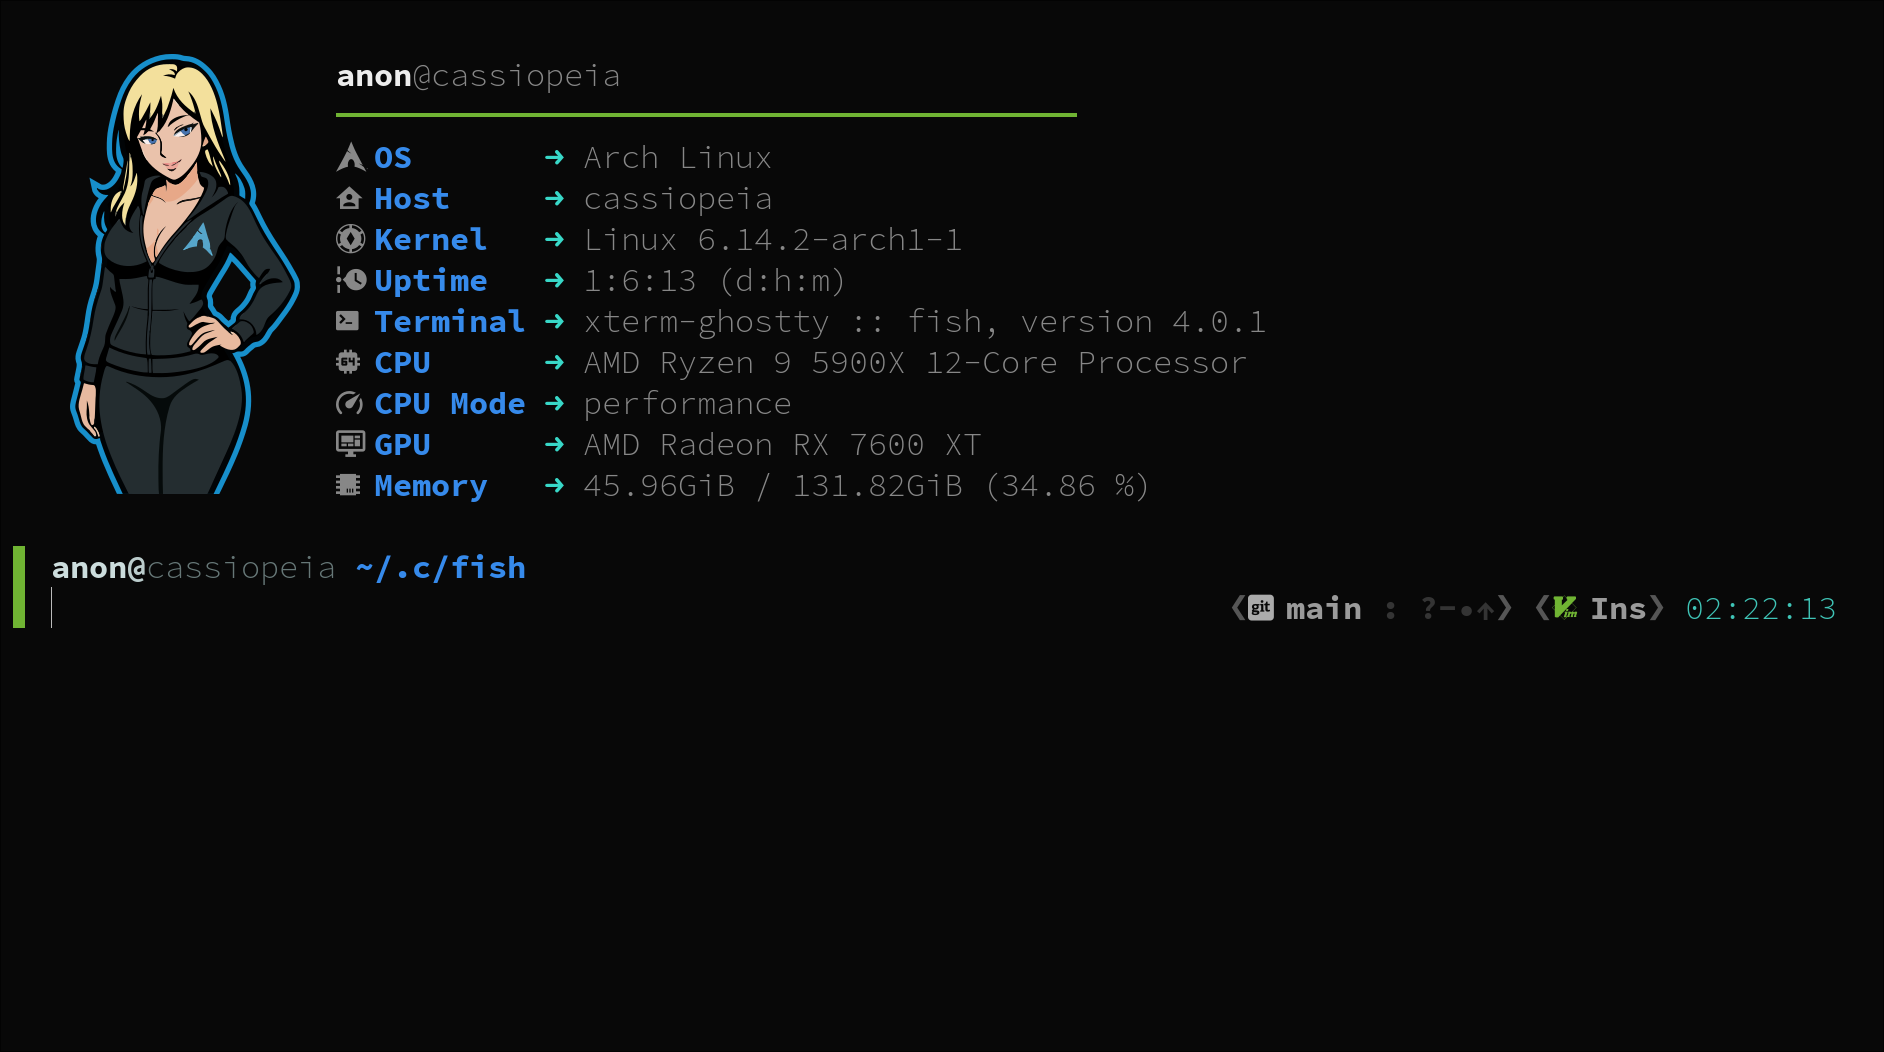 anon@cassiopeia
OS ➜ Arch Linux
Host ➜ cassiopeia
Kernel ➜ Linux 6.14.2-arch1-1
Uptime ➜ 1:6:13 (d:h:m)
Terminal ➜ xterm-ghostty :: fish, version 4.0.1
64 CPU ➜ AMD Ryzen 9 5900X 12-Core Processor
CPU Mode ➜ performance
GPU ➜ AMD Radeon RX 7600 XT
Memory ➜ 45.96GiB / 131.82GiB (34.86 %)
anon@cassiopeia ~/.c/fish
❮git main : ?-•↑❯ ❮Vim Ins❯ 02:22:13